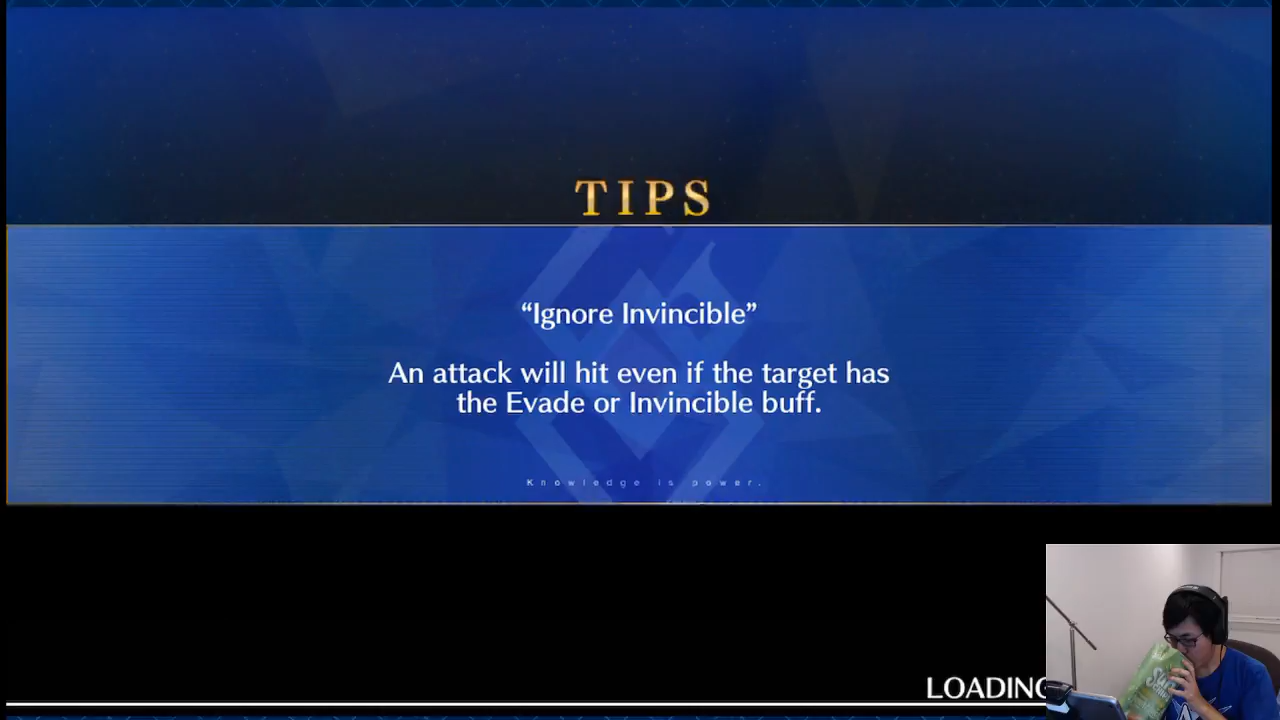 TIPS
“Ignore Invincible”
An attack will hit even if the target has
the Evade or Invincible buff.
Knowledge is power.
LOADING